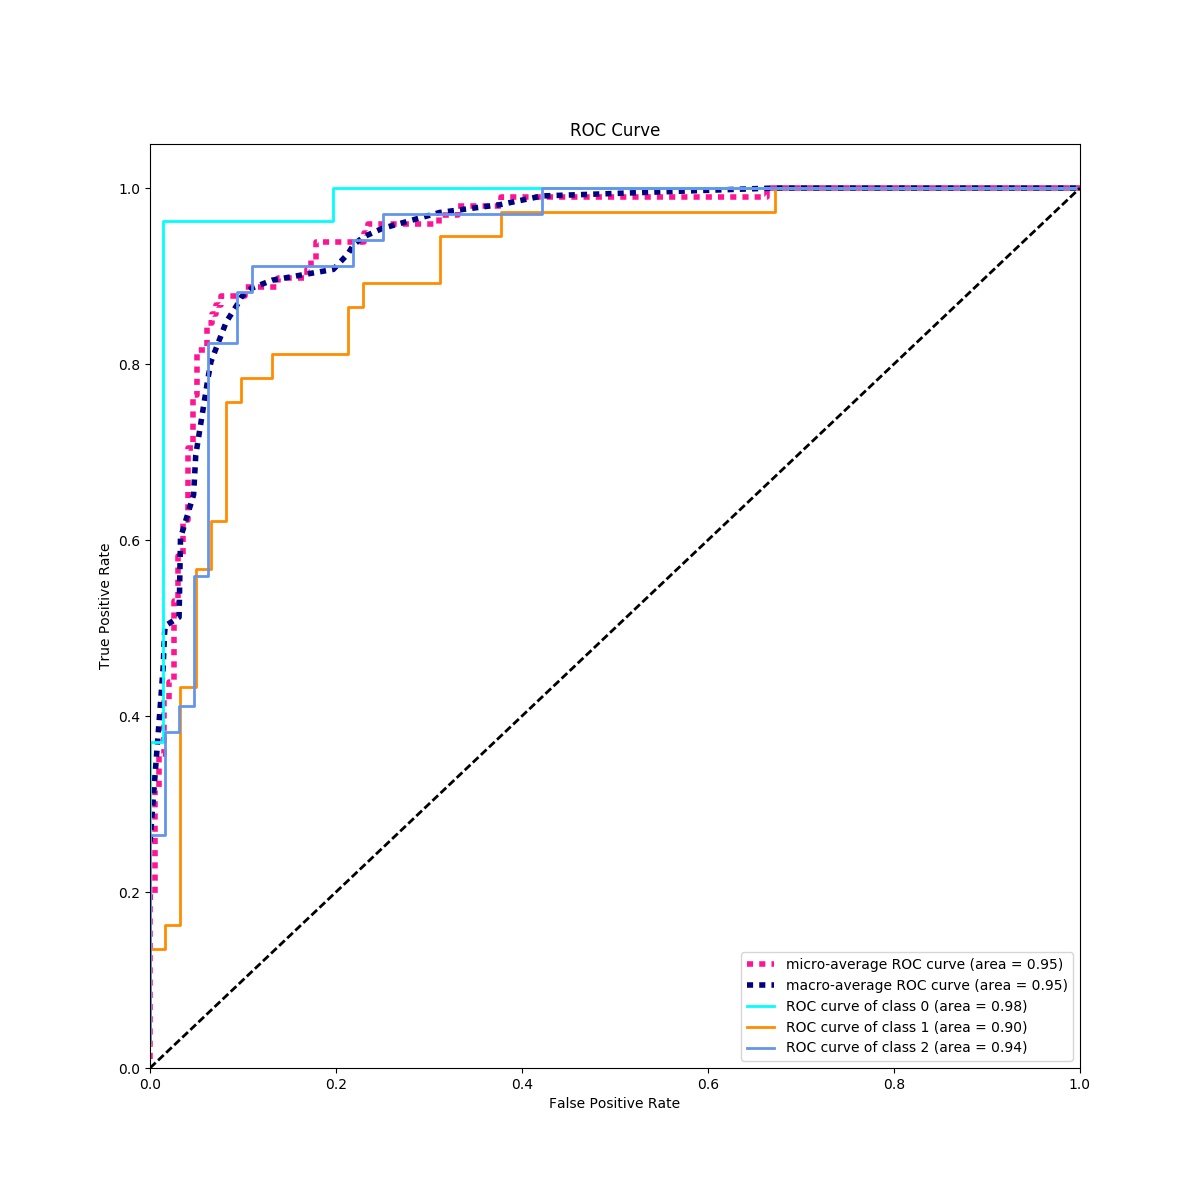 ROC Curve
1.0
0.8
0.6
0.4
0.2
0.0
True Positive Rate
micro-average ROC curve (area = 0.95)
macro-average ROC curve (area = 0.95)
ROC curve of class 0 (area = 0.98)
ROC curve of class 1 (area = 0.90)
ROC curve of class 2 (area = 0.94)
0.0 0.2 0.4 0.6 0.8 1.0
False Positive Rate